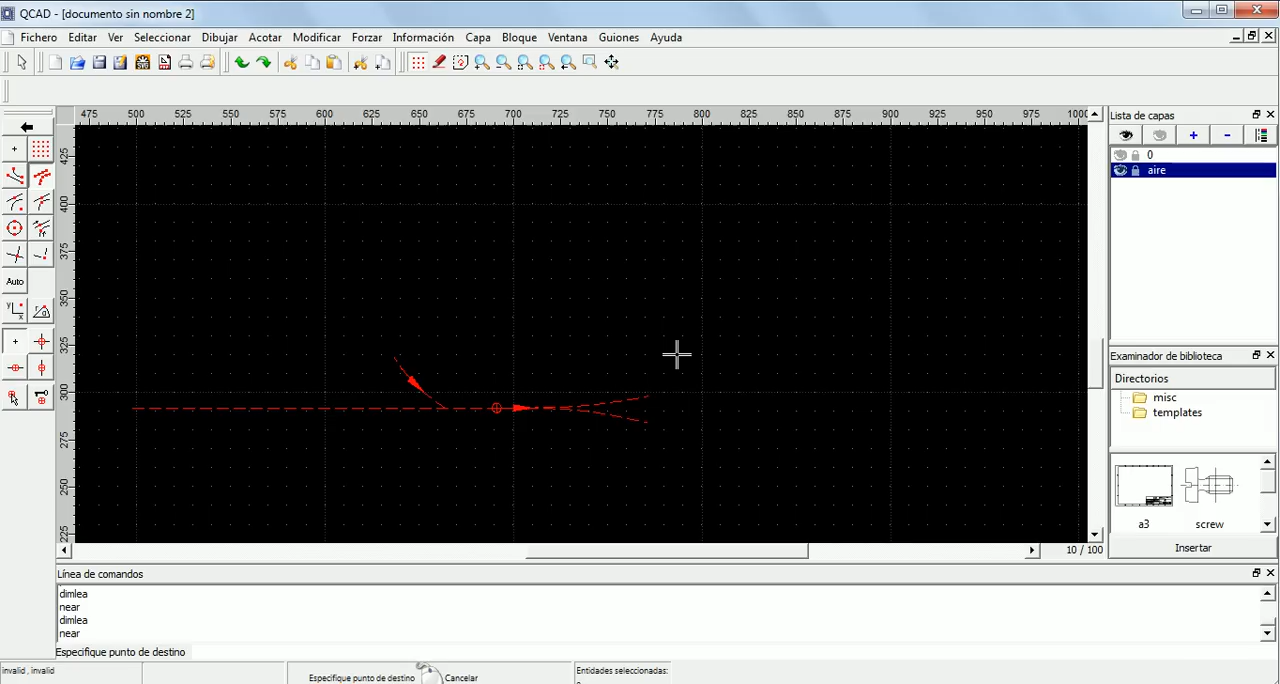 QCAD - [documento sin nombre 2]
Fichero Editar Ver Seleccionar Dibujar Acotar Modificar Forzar Información Capa Bloque Ventana Guiones Ayuda
475 500 525 550 575 600 625 650 675 700 725 750 775 800 825 850 875 900 925 950 975 1000
Lista de capas
0
aire
425
400
375
350
325
300
275
250
225
Auto
Examinador de biblioteca
Directorios
misc
templates
a3 screw
10 / 100
Insertar
Línea de comandos
dimlea
near
dimlea
near
Especifique punto de destino
invalid , invalid
Especifique punto de destino
Cancelar
Entidades seleccionadas: